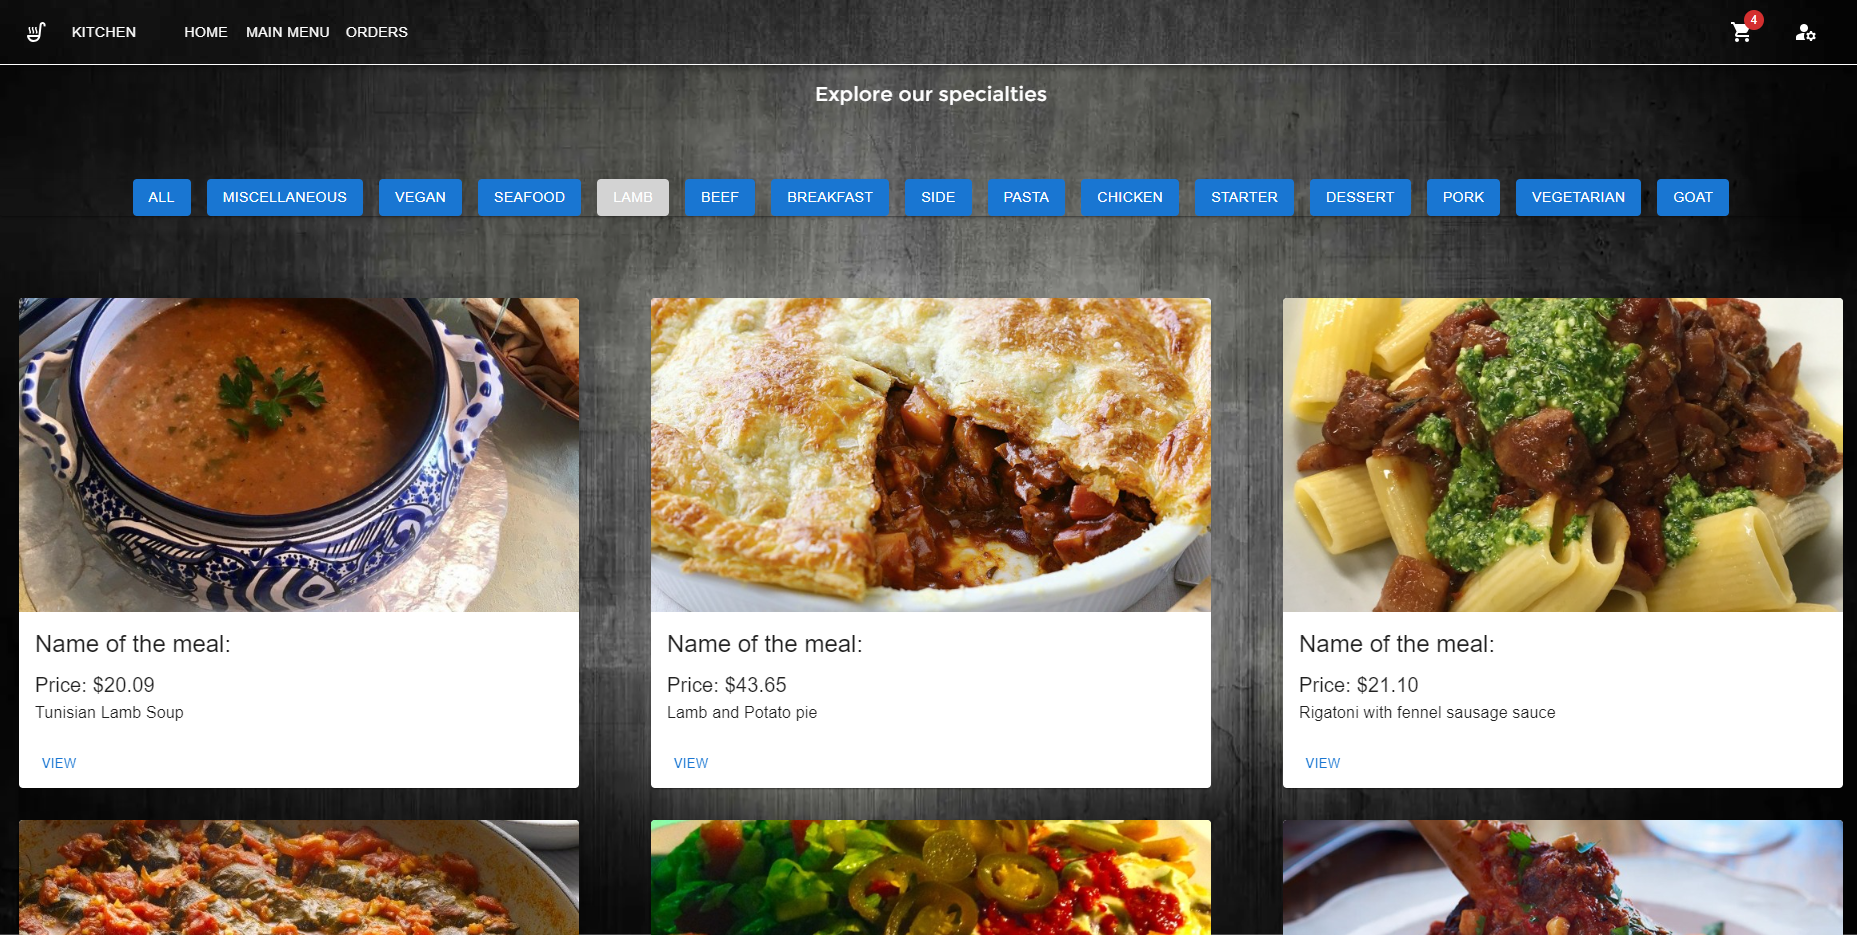 KITCHEN HOME MAIN MENU ORDERS 4
Explore our specialties
ALL MISCELLANEOUS VEGAN SEAFOOD LAMB BEEF BREAKFAST SIDE PASTA CHICKEN STARTER DESSERT PORK VEGETARIAN GOAT
Name of the meal:
Price: $20.09
Tunisian Lamb Soup
VIEW
Name of the meal:
Price: $43.65
Lamb and Potato pie
VIEW
Name of the meal:
Price: $21.10
Rigatoni with fennel sausage sauce
VIEW